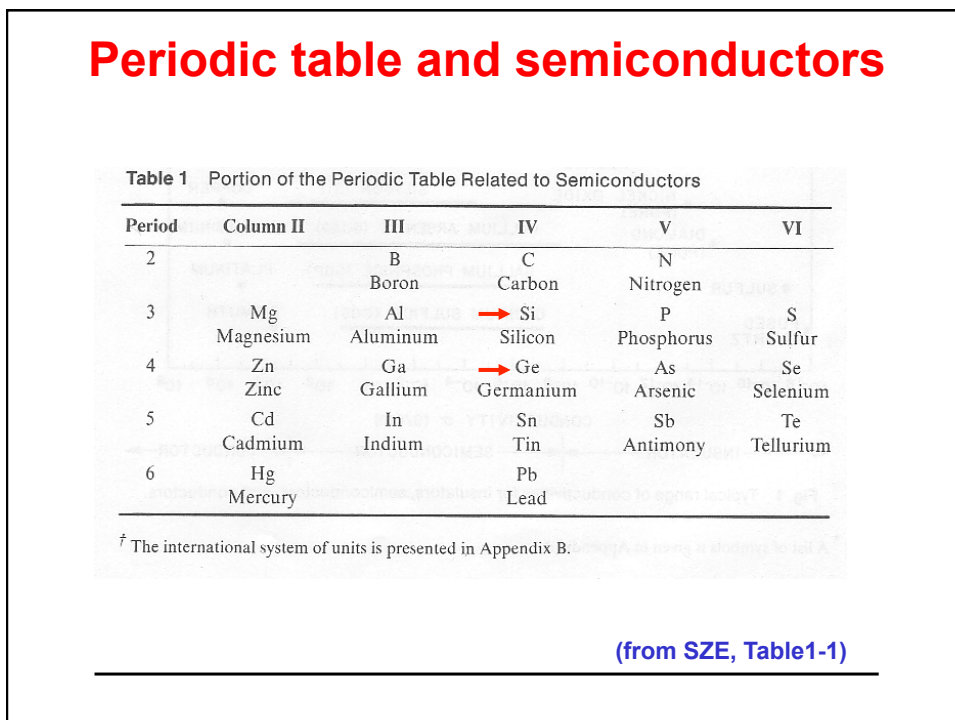 Periodic table and semiconductors
Table 1 Portion of the Periodic Table Related to Semiconductors
Period Column II III IV V VI
2 B C N
Boron Carbon Nitrogen
3 Mg Al Si P S
Magnesium Aluminum Silicon Phosphorus Sulfur
4 Zn Ga Ge As Se
Zinc Gallium Germanium Arsenic Selenium
5 Cd In Sn Sb Te
Cadmium Indium Tin Antimony Tellurium
6 Hg Pb
Mercury Lead
† The international system of units is presented in Appendix B.
(from SZE, Table1-1)